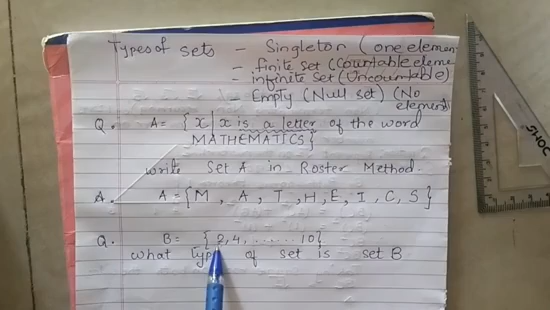 Types of sets - Singleton (one elemen
- finite set (Countable eleme
- infinite set (Uncountable)
- Empty (Null set) (No element
Q. A = {x | x is a letter of the word
MATHEMATICS}
write Set A in Roster Method.
A. A = {M, A, T, H, E, I, C, S}
Q. B = {2, 4, ....... 10}
what Type of set is set B